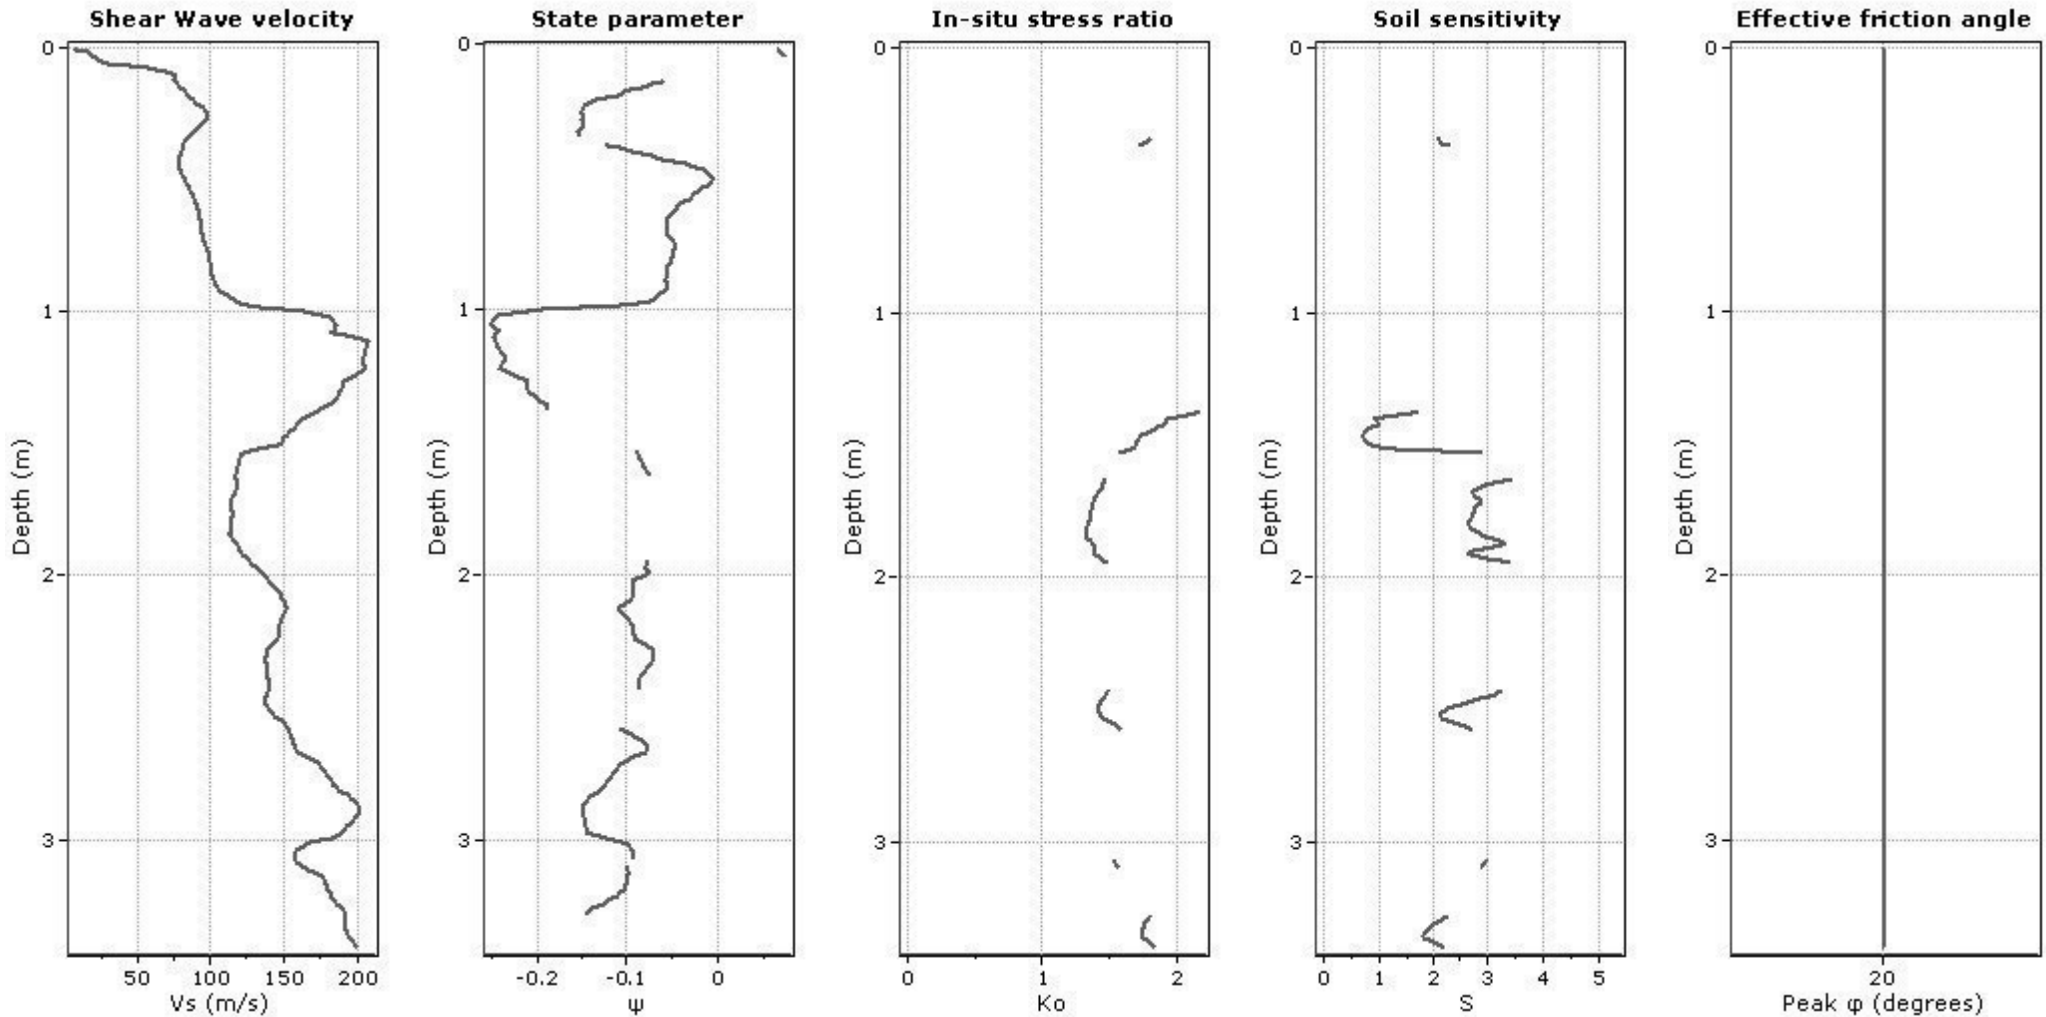 Shear Wave velocity
0
1
2
3
Depth (m)
50 100 150 200
Vs (m/s)
State parameter
0
1
2
3
Depth (m)
-0.2 -0.1 0
ψ
In-situ stress ratio
0
1
2
3
Depth (m)
0 1 2
Ko
Soil sensitivity
0
1
2
3
Depth (m)
0 1 2 3 4 5
S
Effective friction angle
0
1
2
3
Depth (m)
20
Peak φ (degrees)